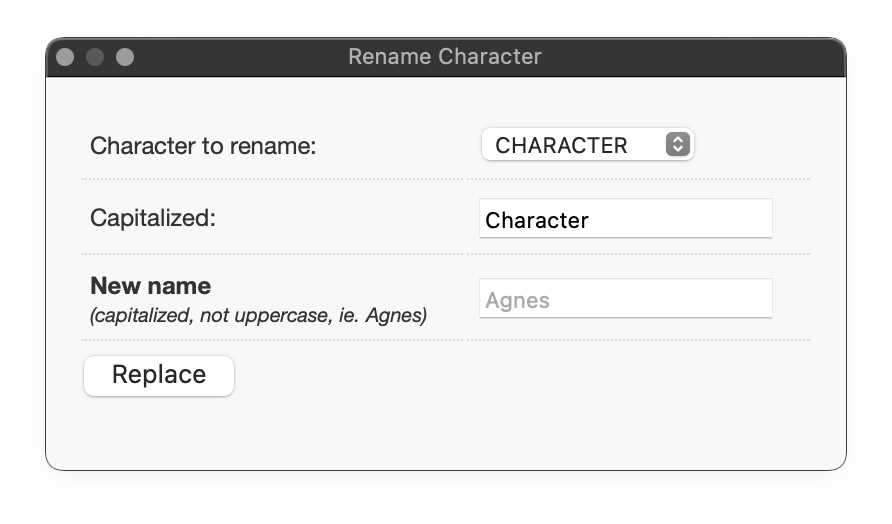 Rename Character
Character to rename:
CHARACTER
Capitalized:
Character
New name
(capitalized, not uppercase, ie. Agnes)
Agnes
Replace